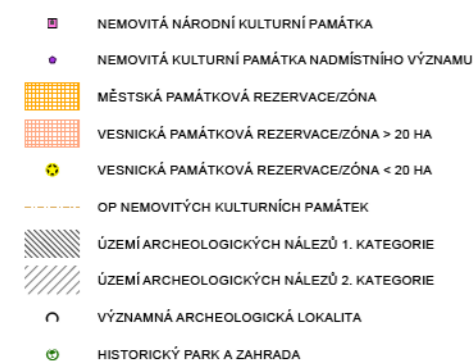 NEMOVITÁ NÁRODNÍ KULTURNÍ PAMÁTKA
NEMOVITÁ KULTURNÍ PAMÁTKA NADMÍSTNÍHO VÝZNAMU
MĚSTSKÁ PAMÁTKOVÁ REZERVACE/ZÓNA
VESNICKÁ PAMÁTKOVÁ REZERVACE/ZÓNA > 20 HA
VESNICKÁ PAMÁTKOVÁ REZERVACE/ZÓNA < 20 HA
OP NEMOVITÝCH KULTURNÍCH PAMÁTEK
ÚZEMÍ ARCHEOLOGICKÝCH NÁLEZŮ 1. KATEGORIE
ÚZEMÍ ARCHEOLOGICKÝCH NÁLEZŮ 2. KATEGORIE
VÝZNAMNÁ ARCHEOLOGICKÁ LOKALITA
HISTORICKÝ PARK A ZAHRADA